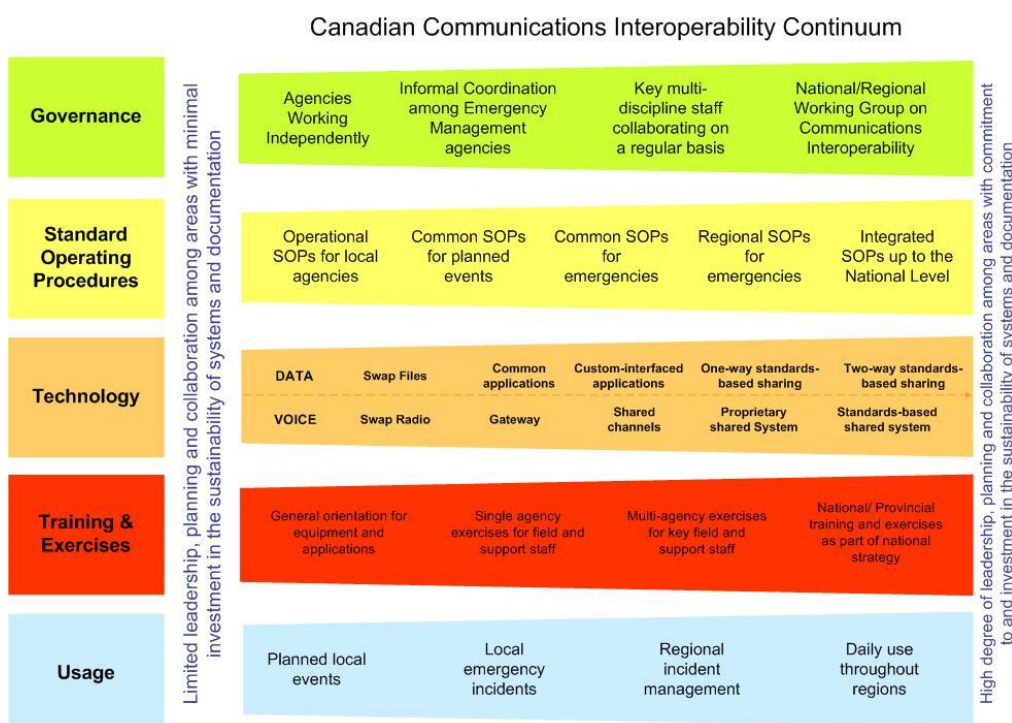 Canadian Communications Interoperability Continuum
Limited leadership, planning and collaboration among areas with minimal
investment in the sustainability of systems and documentation
Governance
Agencies
Working
Independently
Informal Coordination
among Emergency
Management
agencies
Key multi-
discipline staff
collaborating on
a regular basis
National/Regional
Working Group on
Communications
Interoperability
Standard
Operating
Procedures
Operational
SOPs for local
agencies
Common SOPs
for planned
events
Common SOPs
for
emergencies
Regional SOPs
for
emergencies
Integrated
SOPs up to the
National Level
Technology
DATA
Swap Files
Common
applications
Custom-interfaced
applications
One-way standards-
based sharing
Two-way standards-
based sharing
VOICE
Swap Radio
Gateway
Shared
channels
Proprietary
shared System
Standards-based
shared system
Training &
Exercises
General orientation for
equipment and
applications
Single agency
exercises for field and
support staff
Multi-agency exercises
for key field and
support staff
National/ Provincial
training and exercises
as part of national
strategy
Usage
Planned local
events
Local
emergency
incidents
Regional
incident
management
Daily use
throughout
regions
High degree of leadership, planning and collaboration among areas with commitment
to and investment in the sustainability of systems and documentation